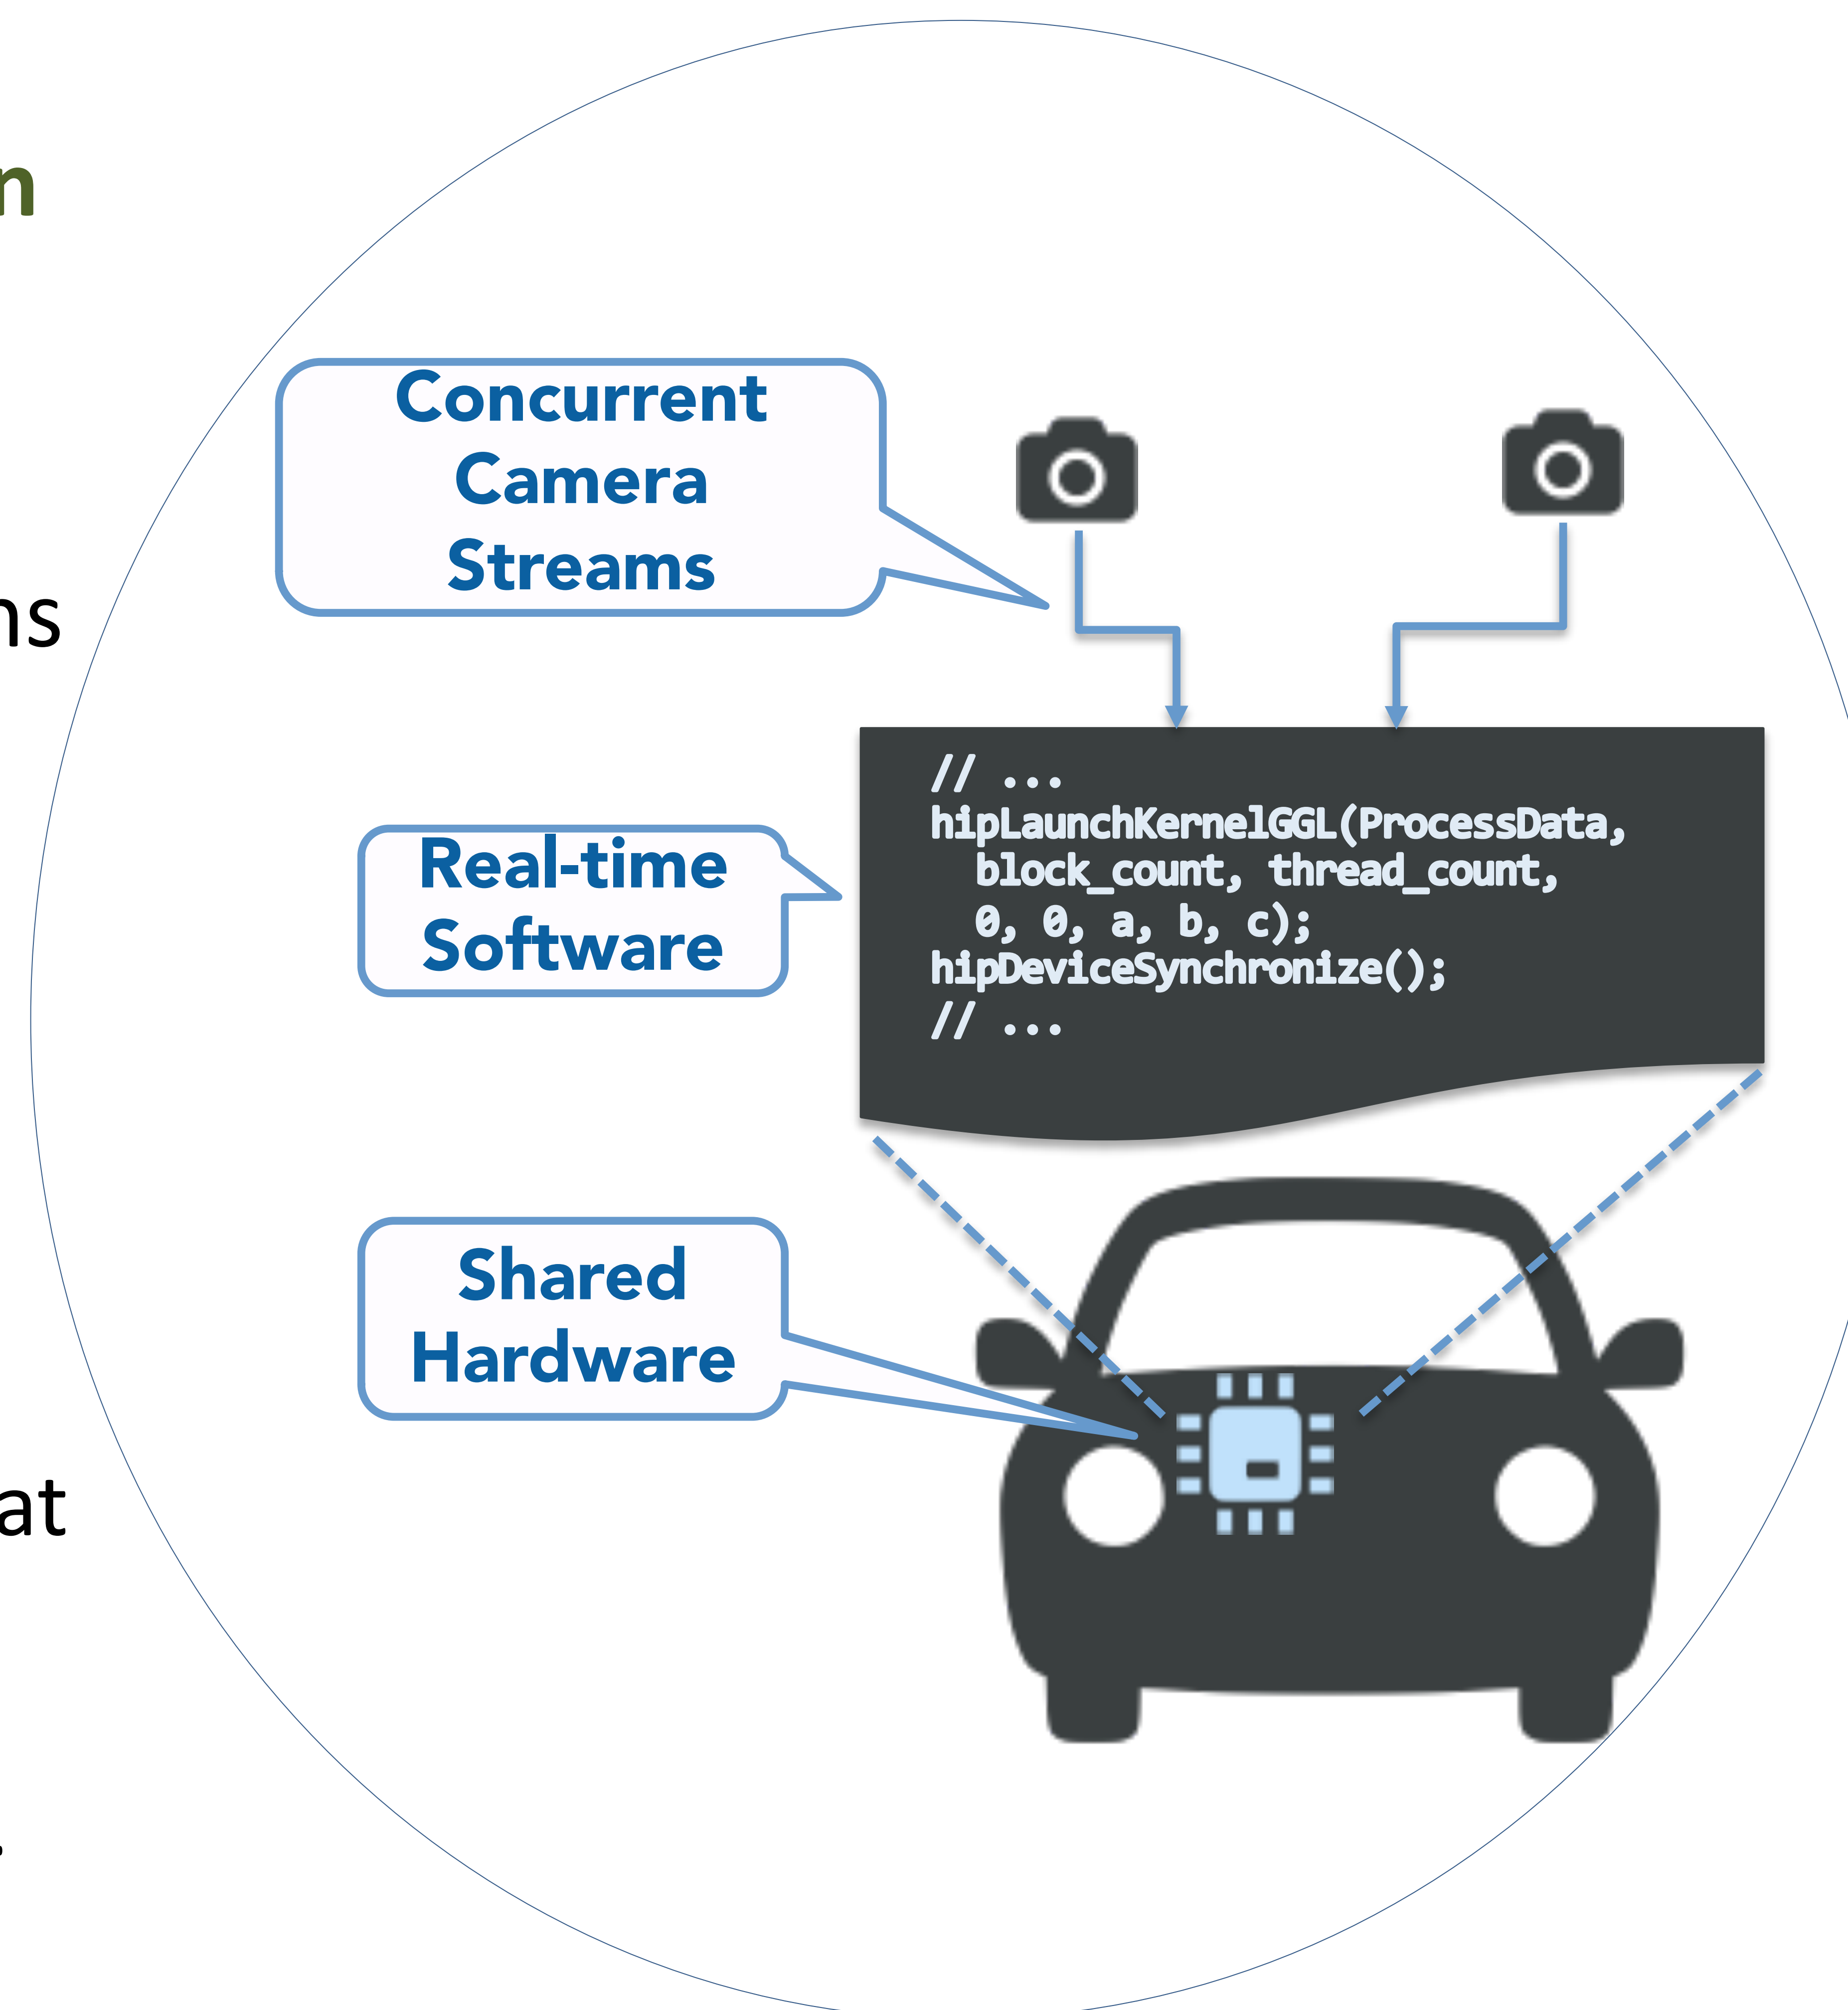 Concurrent
Camera
Streams
// ...
hipLaunchKernelGGL(ProcessData,
block_count, thread_count,
0, 0, a, b, c);
hipDeviceSynchronize();
// ...
Real-time
Software
Shared
Hardware